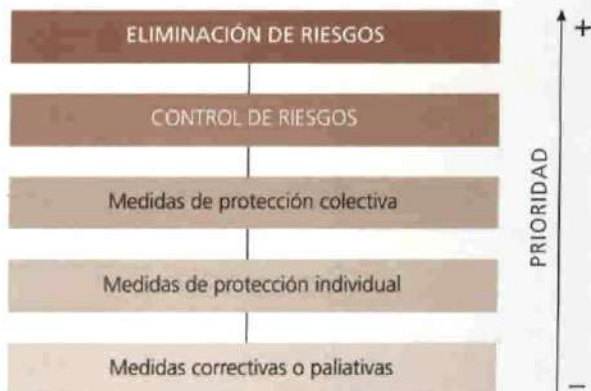 ELIMINACIÓN DE RIESGOS
CONTROL DE RIESGOS
Medidas de protección colectiva
Medidas de protección individual
Medidas correctivas o paliativas
+
PRIORIDAD
–